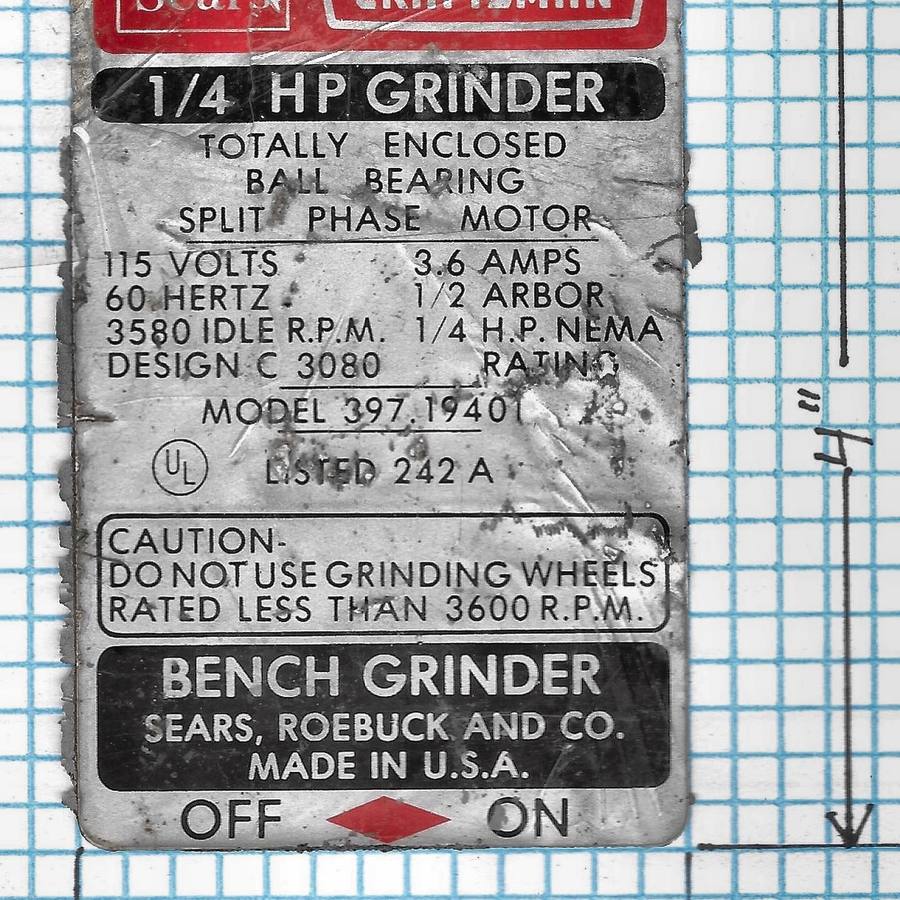 Sears CRAFTSMAN
1/4 HP GRINDER
TOTALLY ENCLOSED
BALL BEARING
SPLIT PHASE MOTOR
115 VOLTS 3.6 AMPS
60 HERTZ 1/2 ARBOR
3580 IDLE R.P.M. 1/4 H.P. NEMA
DESIGN C 3080 RATING
MODEL 397.19401
UL LISTED 242 A
CAUTION-
DO NOT USE GRINDING WHEELS
RATED LESS THAN 3600 R.P.M.
BENCH GRINDER
SEARS, ROEBUCK AND CO.
MADE IN U.S.A.
OFF ON
4"